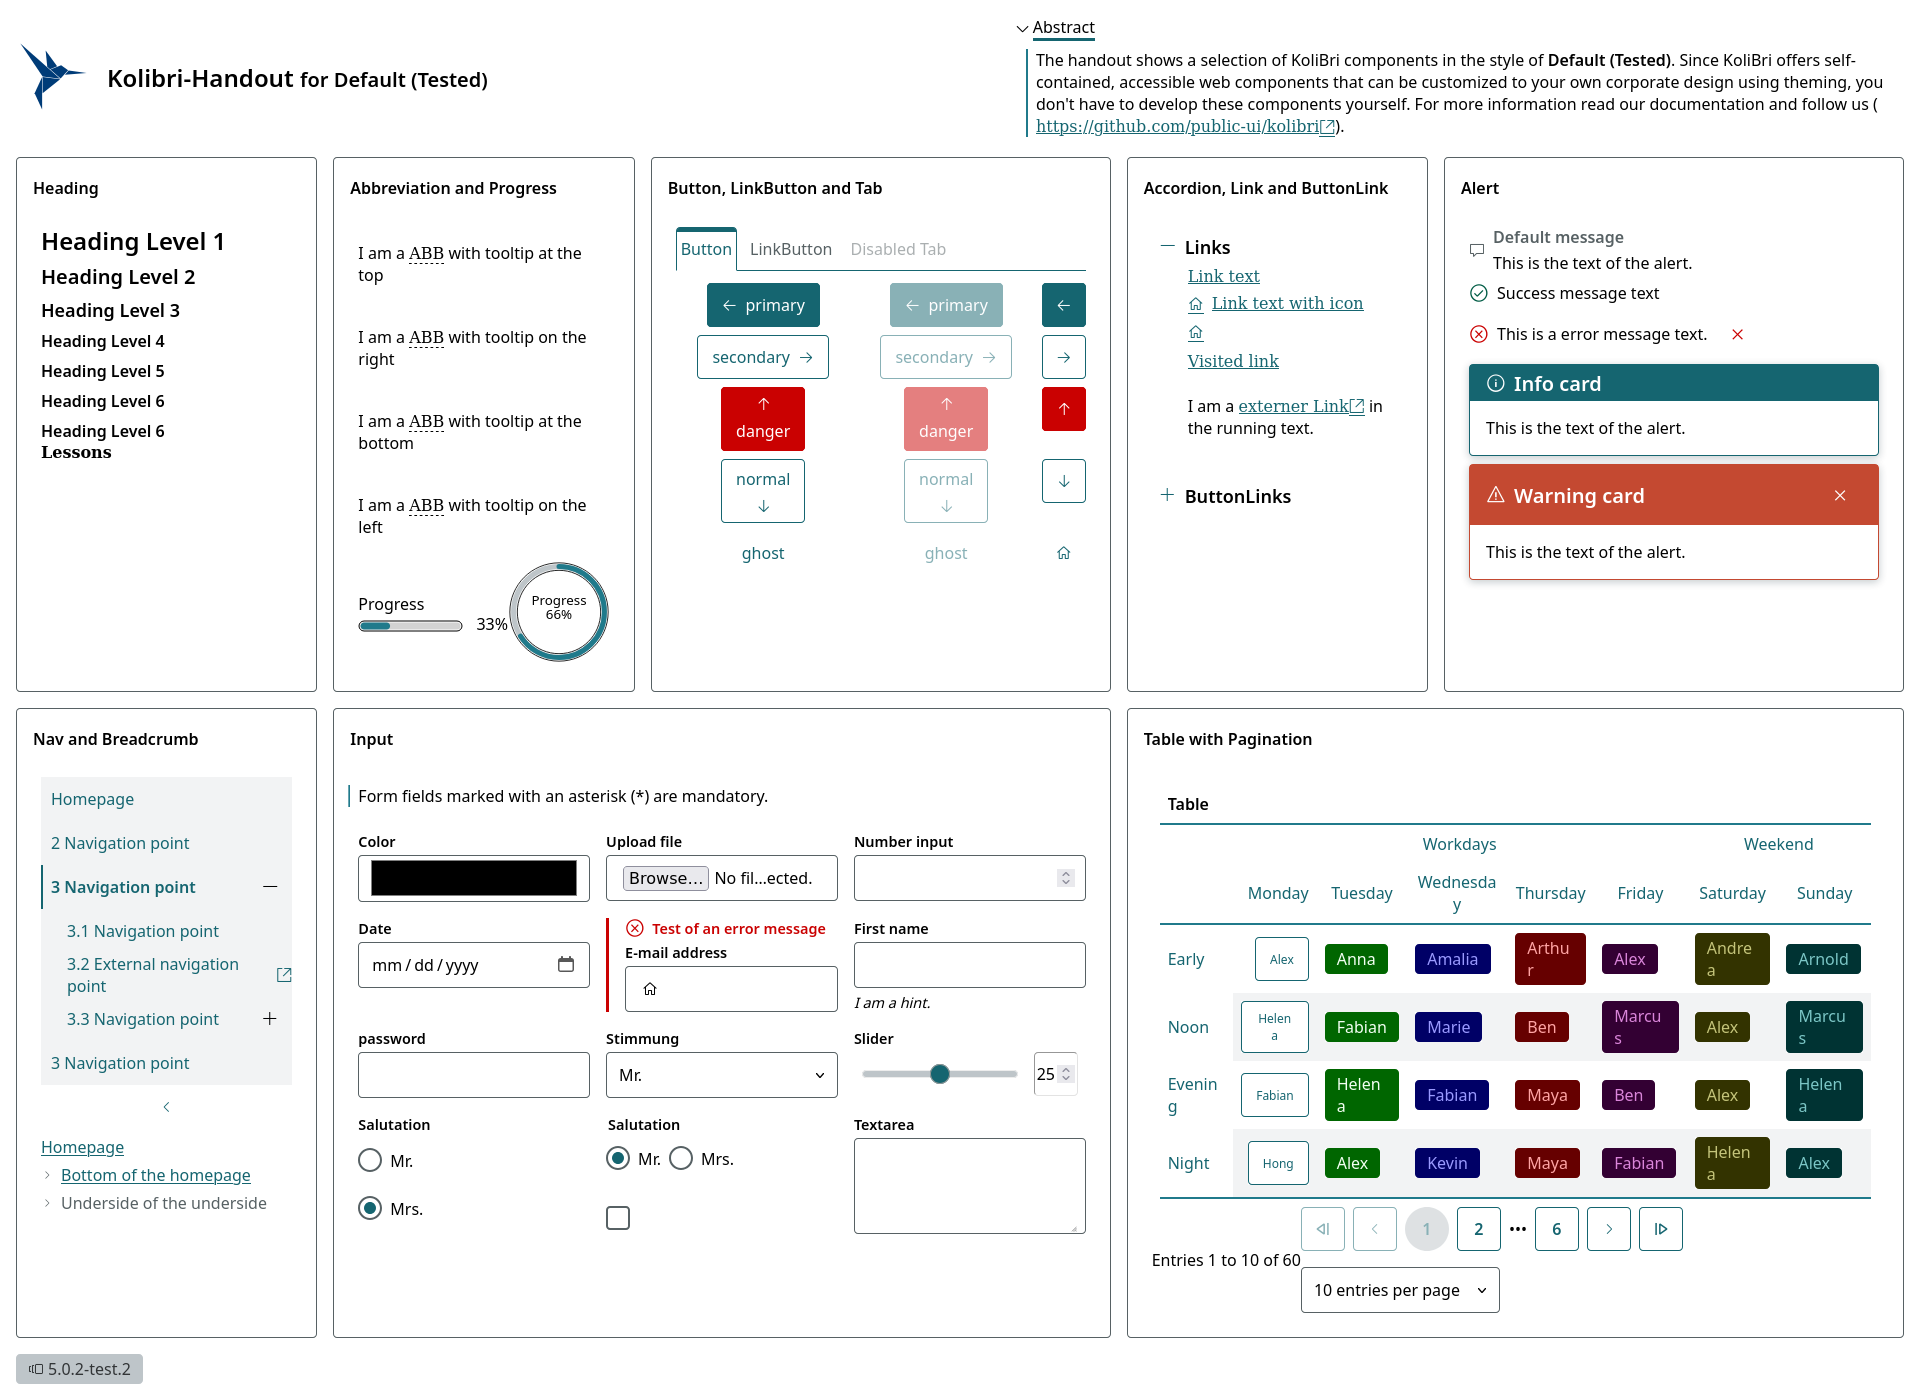 Abstract
Kolibri-Handout for Default (Tested)
The handout shows a selection of KoliBri components in the style of Default (Tested). Since KoliBri offers self-
contained, accessible web components that can be customized to your own corporate design using theming, you
don't have to develop these components yourself. For more information read our documentation and follow us (
https://github.com/public-ui/kolibri).
Heading
Heading Level 1
Heading Level 2
Heading Level 3
Heading Level 4
Heading Level 5
Heading Level 6
Heading Level 6
Lessons
Abbreviation and Progress
I am a ABB with tooltip at the
top
I am a ABB with tooltip on the
right
I am a ABB with tooltip at the
bottom
I am a ABB with tooltip on the
left
Progress
33%
Progress
66%
Button, LinkButton and Tab
Button LinkButton Disabled Tab
primary primary
secondary secondary
danger danger
normal normal
ghost ghost
Accordion, Link and ButtonLink
Links
Link text
Link text with icon
Visited link
I am a externer Link in
the running text.
ButtonLinks
Alert
Default message
This is the text of the alert.
Success message text
This is a error message text.
Info card
This is the text of the alert.
Warning card
This is the text of the alert.
Nav and Breadcrumb
Homepage
2 Navigation point
3 Navigation point
3.1 Navigation point
3.2 External navigation
point
3.3 Navigation point
3 Navigation point
Homepage
Bottom of the homepage
Underside of the underside
Input
Form fields marked with an asterisk (*) are mandatory.
Color
Upload file
Browse... No fil...ected.
Number input
Date
mm/dd/yyyy
Test of an error message
E-mail address
First name
I am a hint.
password
Stimmung
Mr.
Slider
25
Salutation
Mr.
Mrs.
Salutation
Mr. Mrs.
Textarea
Table with Pagination
Table
Workdays Weekend
Monday Tuesday Wednesda
y Thursday Friday Saturday Sunday
Early Alex Anna Amalia Arthu
r Alex Andre
a Arnold
Noon Helen
a Fabian Marie Ben Marcu
s Alex Marcu
s
Evenin
g Fabian Helen
a Fabian Maya Ben Alex Helen
a
Night Hong Alex Kevin Maya Fabian Helen
a Alex
1 2 ••• 6
Entries 1 to 10 of 60
10 entries per page
5.0.2-test.2